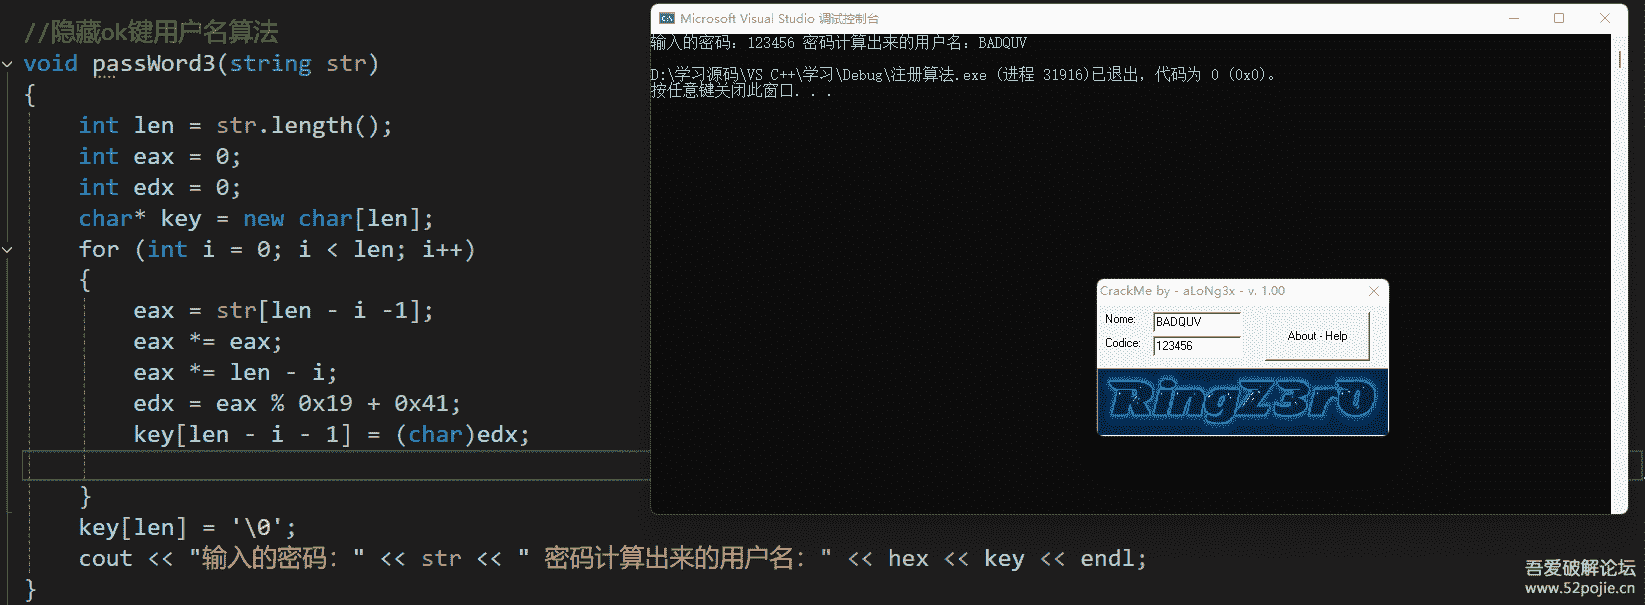 //隐藏ok键用户名算法
void passWord3(string str)
{
int len = str.length();
int eax = 0;
int edx = 0;
char* key = new char[len];
for (int i = 0; i < len; i++)
{
eax = str[len - i -1];
eax *= eax;
eax *= len - i;
edx = eax % 0x19 + 0x41;
key[len - i - 1] = (char)edx;
}
key[len] = '\0';
cout << "输入的密码：" << str << " 密码计算出来的用户名：" << hex << key << endl;
}
Microsoft Visual Studio 调试控制台
输入的密码：123456 密码计算出来的用户名：BADQUV
D:\学习源码\VS C++\学习\Debug\注册算法.exe (进程 31916)已退出，代码为 0 (0x0)。
按任意键关闭此窗口. . .
CrackMe by - aLoNg3x - v. 1.00
Nome: BADQUV
Codice: 123456
About - Help
RingZ3r0
吾爱破解论坛
www.52pojie.cn